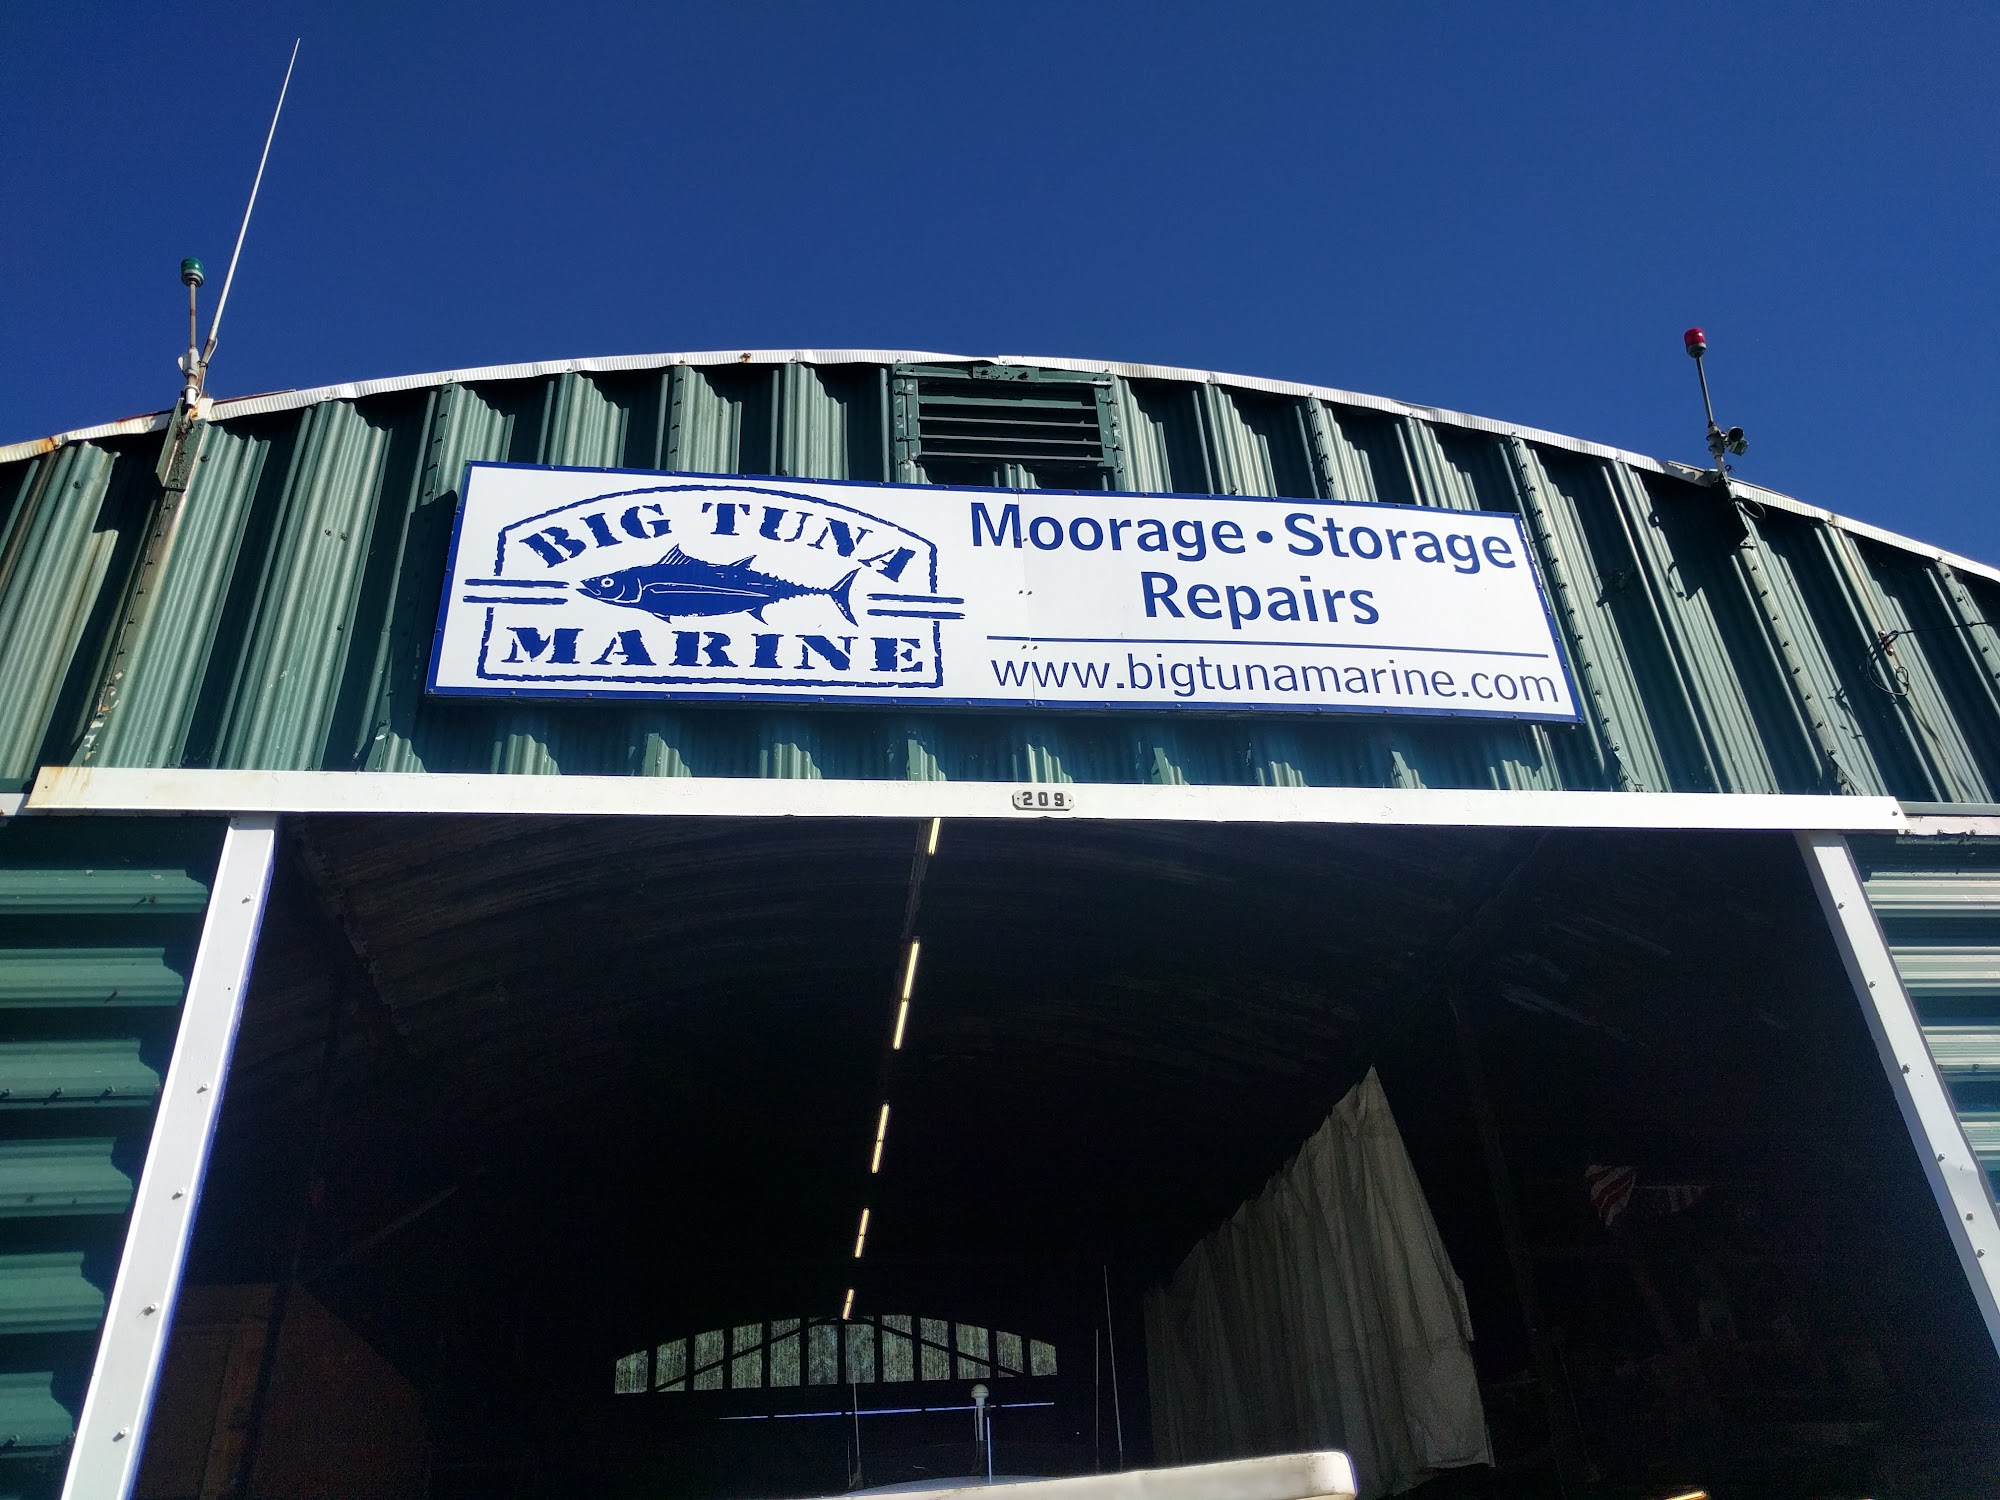 BIG TUNA
MARINE
Moorage • Storage
Repairs
www.bigtunamarine.com
209